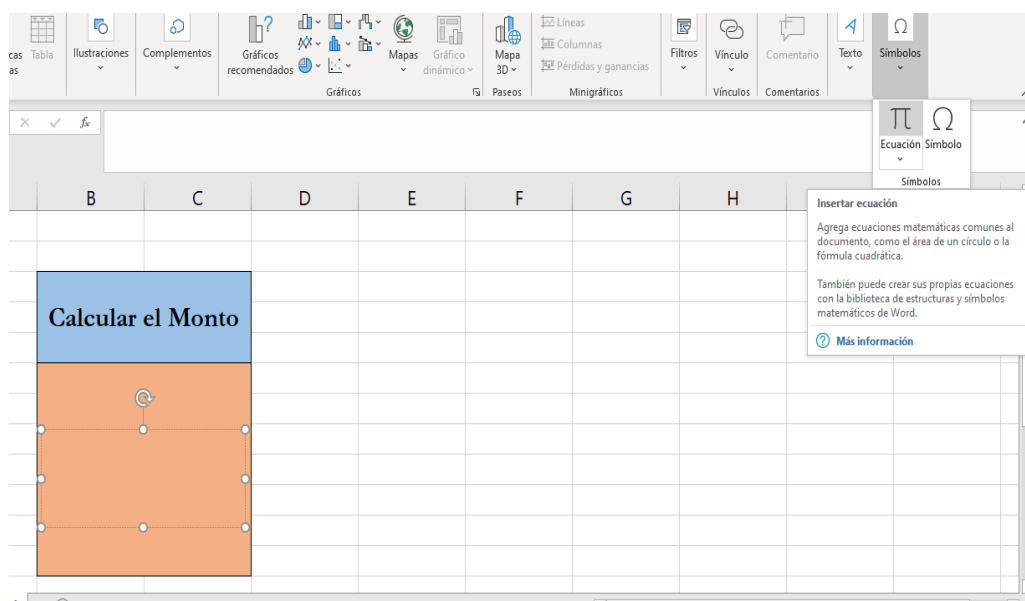 cas Tabla Ilustraciones Complementos Gráficos Mapas Gráfico Mapa Líneas Filtros Vínculo Comentario Texto Símbolos
as recomendados dinámico 3D Columnas
Pérdidas y ganancias
Gráficos Paseos Minigráficos Vínculos Comentarios
fx
π Ω
Ecuación Símbolo
Símbolos
B C D E F G H
Insertar ecuación
Agrega ecuaciones matemáticas comunes al
documento, como el área de un círculo o la
fórmula cuadrática.
También puede crear sus propias ecuaciones
con la biblioteca de estructuras y símbolos
matemáticos de Word.
? Más información
Calcular el Monto